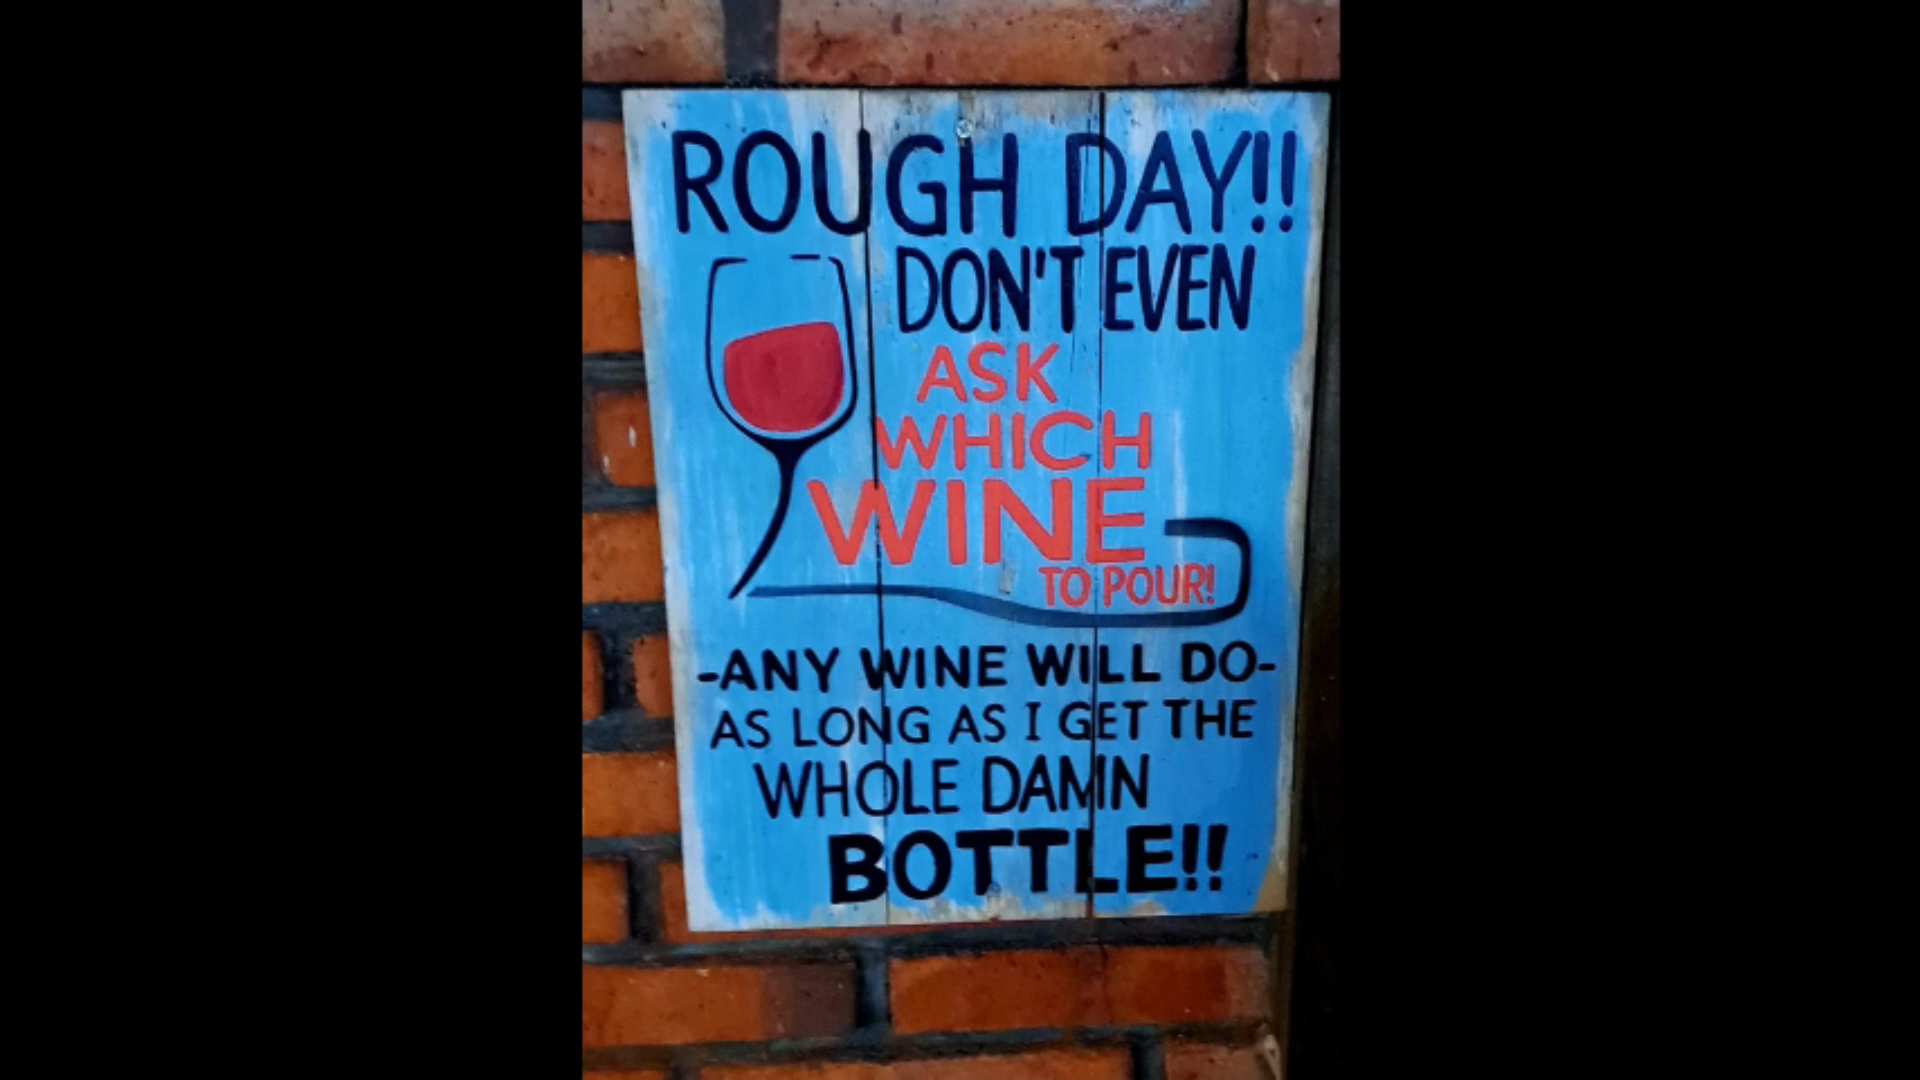 ROUGH DAY!!
DON'T EVEN
ASK
WHICH
WINE
TO POUR!
-ANY WINE WILL DO-
AS LONG AS I GET THE
WHOLE DAMN
BOTTLE!!